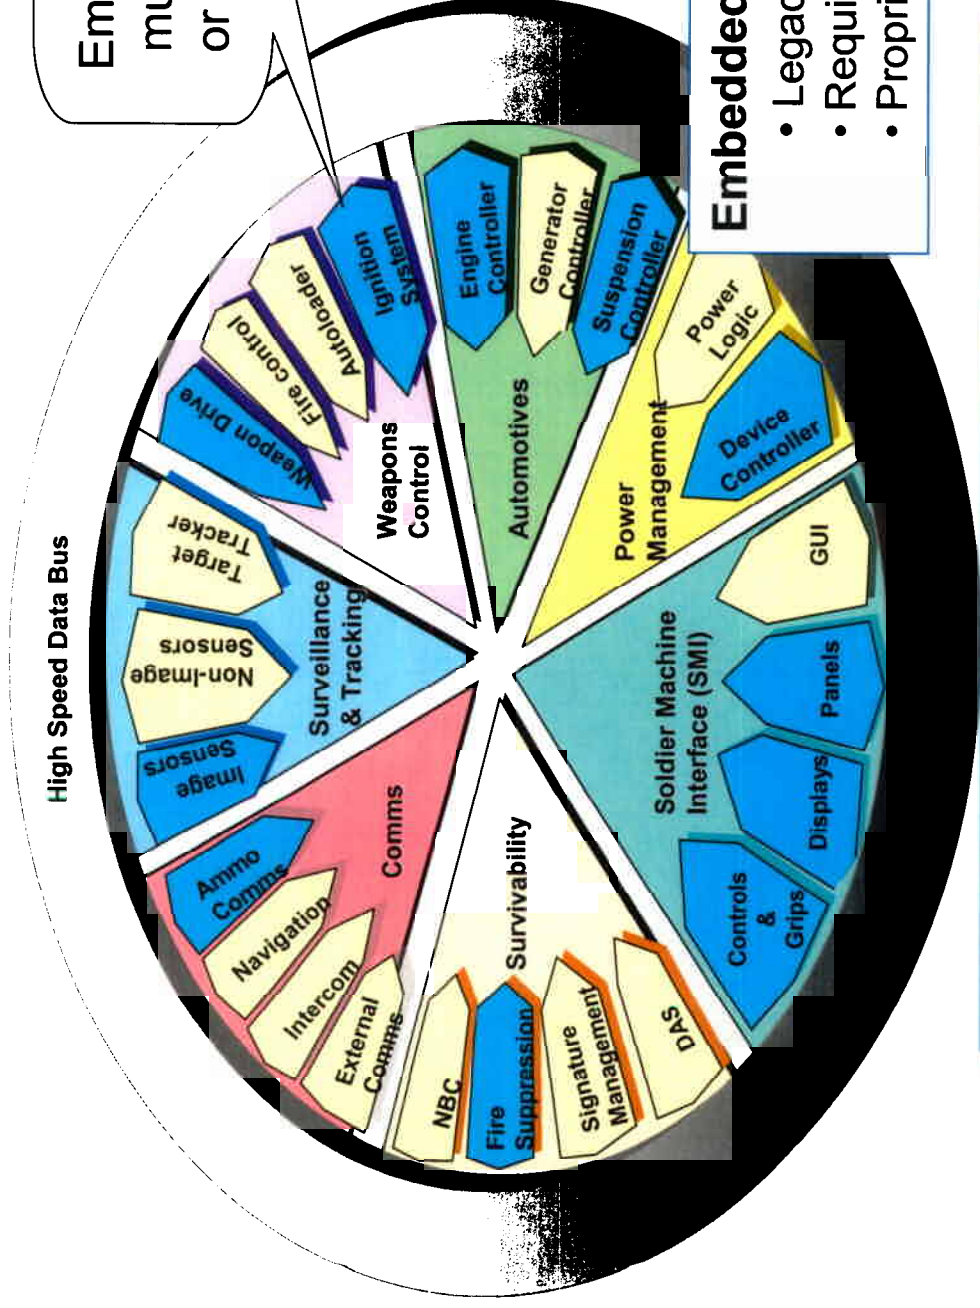 High Speed Data Bus
Surveillance
& Tracking
Image
Sensors
Non-Image
Sensors
Target
Tracker
Weapons
Control
Weapon Drive
Fire control
Autoloader
Ignition
System
Automotives
Engine
Controller
Generator
Controller
Suspension
Controller
Power
Management
Power
Logic
Device
Controller
Soldier Machine
Interface (SMI)
GUI
Panels
Displays
Controls
&
Grips
Survivability
DAS
Signature
Management
Fire
Suppression
NBC
Comms
External
Comms
Intercom
Navigation
Ammo
Comms
Em
mu
or
Embedded
• Legac
• Requi
• Propri